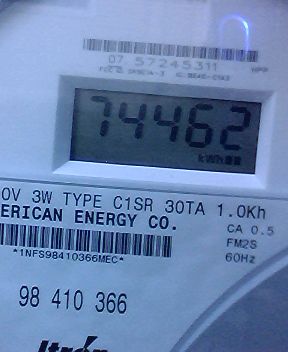 07 57245311
74462
kWh
0V 3W TYPE C1SR 30TA 1.0Kh
ERICAN ENERGY CO.
CA 0.5
FM2S
60Hz
*1NFS98410366MEC*
98 410 366
Itron